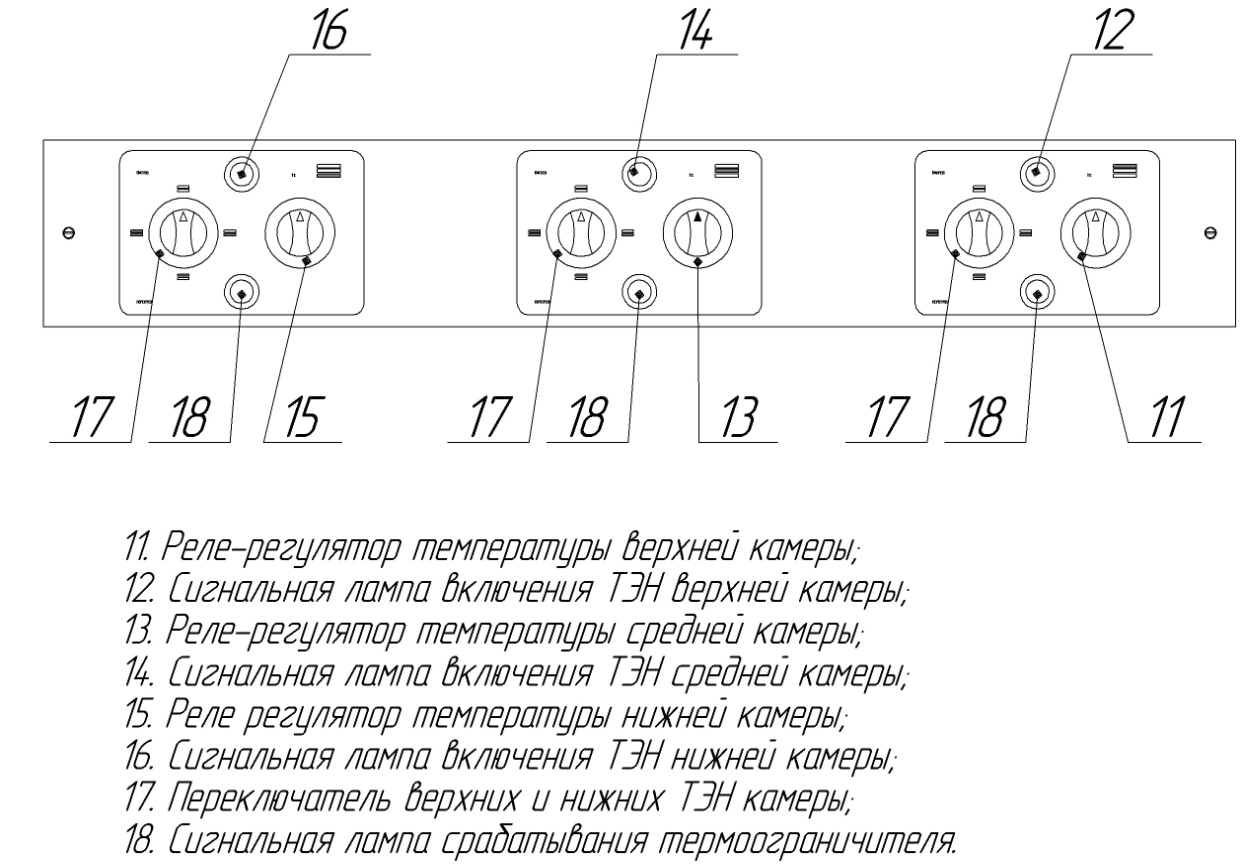 16 14 12
17 18 15 17 18 13 17 18 11
11. Реле-регулятор температуры верхней камеры;
12. Сигнальная лампа включения ТЭН верхней камеры;
13. Реле-регулятор температуры средней камеры;
14. Сигнальная лампа включения ТЭН средней камеры;
15. Реле регулятор температуры нижней камеры;
16. Сигнальная лампа включения ТЭН нижней камеры;
17. Переключатель верхних и нижних ТЭН камеры;
18. Сигнальная лампа срабатывания термоограничителя.